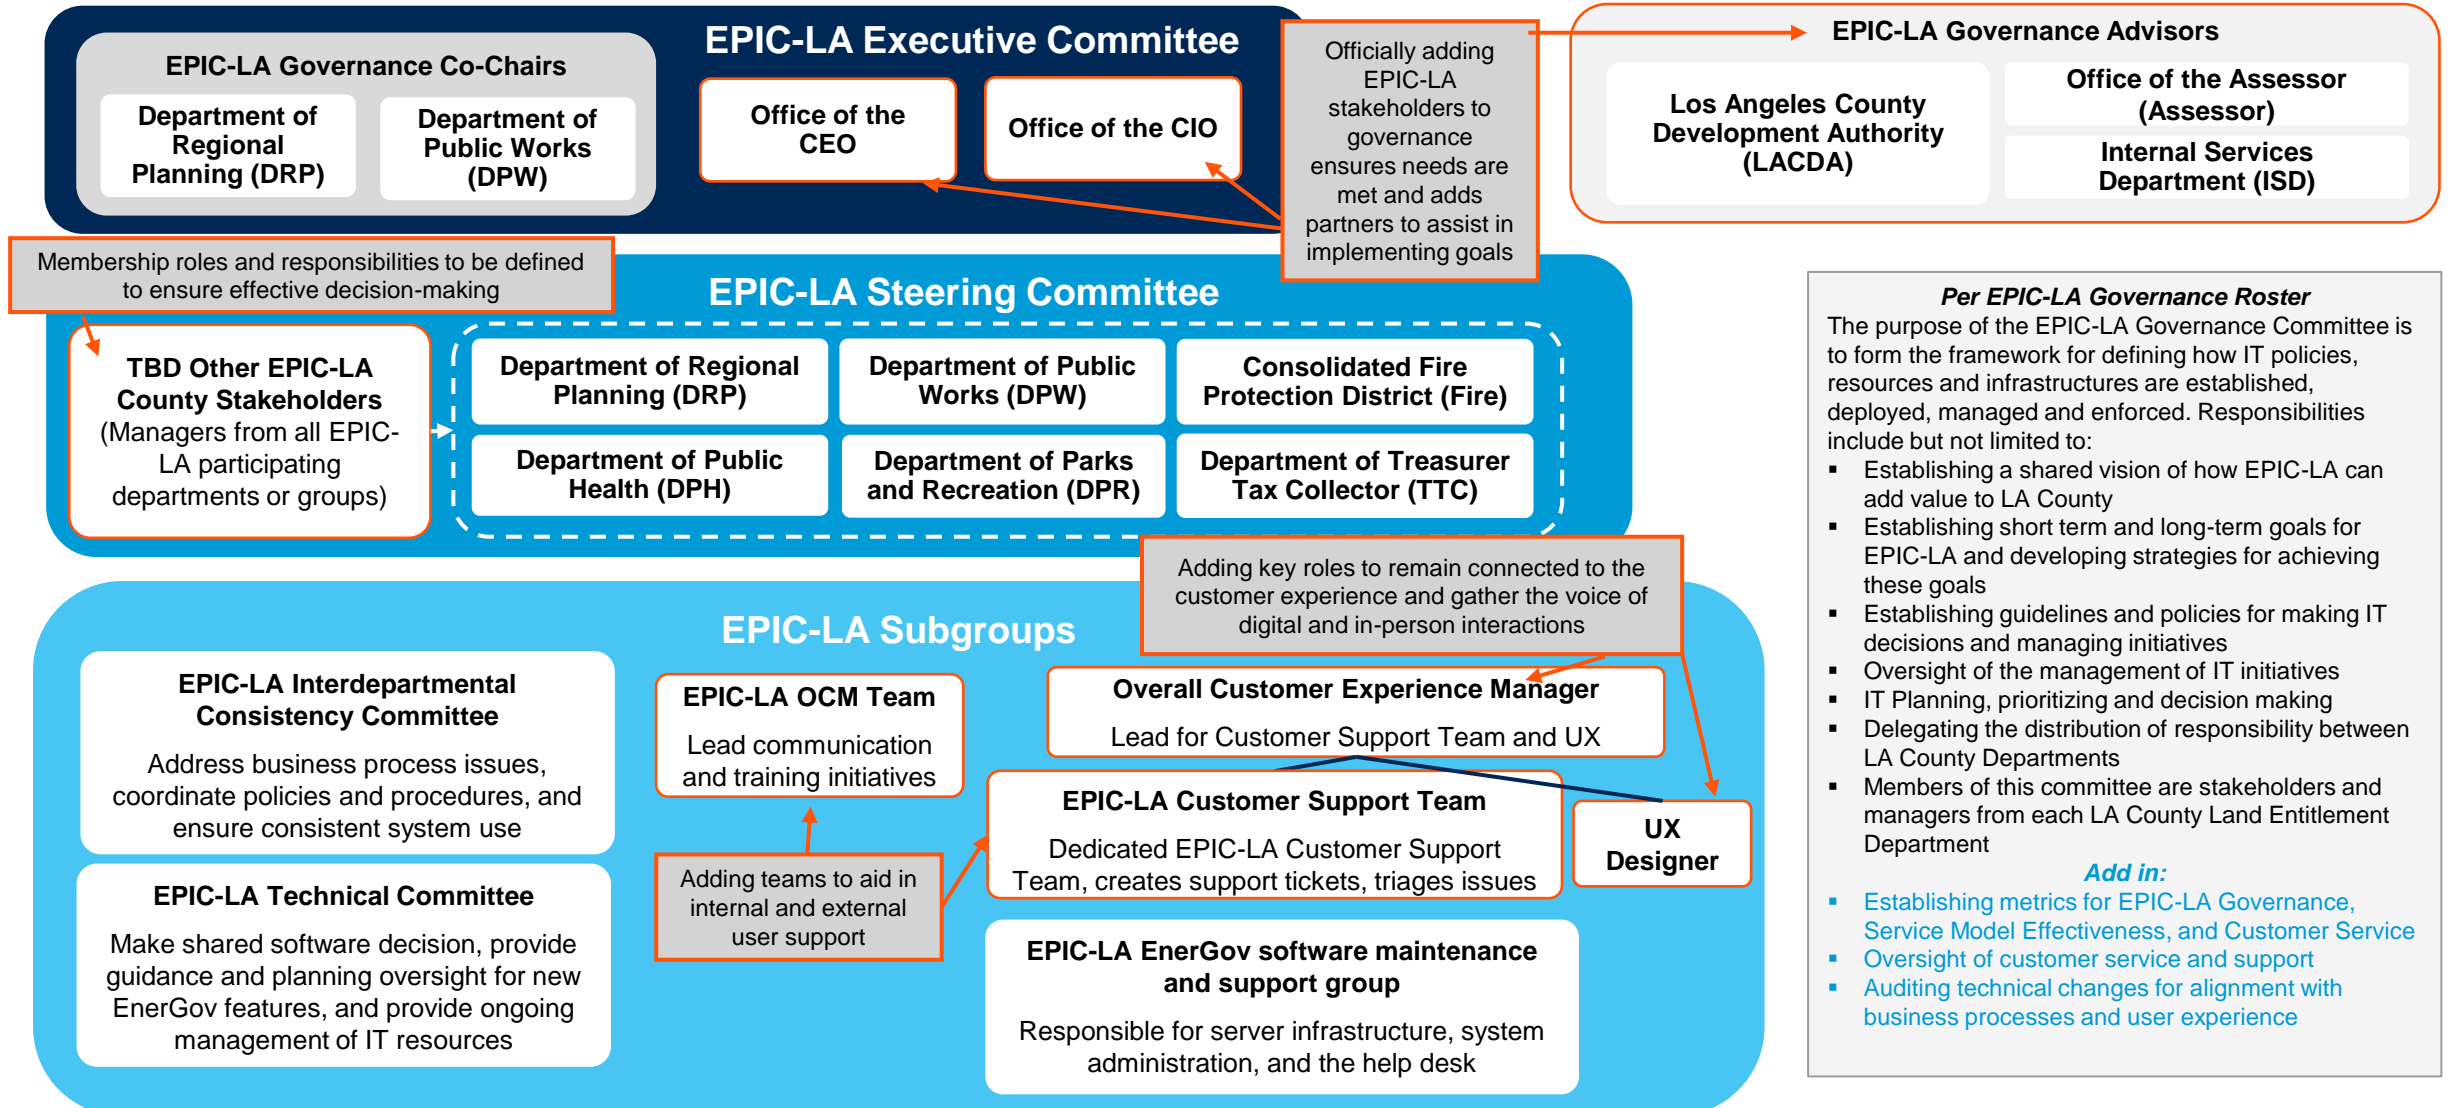 EPIC-LA Executive Committee
EPIC-LA Governance Co-Chairs
Department of
Regional
Planning (DRP)
Department of
Public Works
(DPW)
Office of the
CEO
Office of the CIO
Officially adding
EPIC-LA
stakeholders to
governance
ensures needs are
met and adds
partners to assist in
implementing goals
EPIC-LA Governance Advisors
Los Angeles County
Development Authority
(LACDA)
Office of the Assessor
(Assessor)
Internal Services
Department (ISD)
Membership roles and responsibilities to be defined
to ensure effective decision-making
EPIC-LA Steering Committee
TBD Other EPIC-LA
County Stakeholders
(Managers from all EPIC-
LA participating
departments or groups)
Department of Regional
Planning (DRP)
Department of Public
Works (DPW)
Consolidated Fire
Protection District (Fire)
Department of Public
Health (DPH)
Department of Parks
and Recreation (DPR)
Department of Treasurer
Tax Collector (TTC)
Adding key roles to remain connected to the
customer experience and gather the voice of
digital and in-person interactions
EPIC-LA Subgroups
EPIC-LA Interdepartmental
Consistency Committee
Address business process issues,
coordinate policies and procedures, and
ensure consistent system use
EPIC-LA Technical Committee
Make shared software decision, provide
guidance and planning oversight for new
EnerGov features, and provide ongoing
management of IT resources
EPIC-LA OCM Team
Lead communication
and training initiatives
Adding teams to aid in
internal and external
user support
Overall Customer Experience Manager
Lead for Customer Support Team and UX
EPIC-LA Customer Support Team
Dedicated EPIC-LA Customer Support
Team, creates support tickets, triages issues
UX
Designer
EPIC-LA EnerGov software maintenance
and support group
Responsible for server infrastructure, system
administration, and the help desk
Per EPIC-LA Governance Roster
The purpose of the EPIC-LA Governance Committee is
to form the framework for defining how IT policies,
resources and infrastructures are established,
deployed, managed and enforced. Responsibilities
include but not limited to:
▪ Establishing a shared vision of how EPIC-LA can
add value to LA County
▪ Establishing short term and long-term goals for
EPIC-LA and developing strategies for achieving
these goals
▪ Establishing guidelines and policies for making IT
decisions and managing initiatives
▪ Oversight of the management of IT initiatives
▪ IT Planning, prioritizing and decision making
▪ Delegating the distribution of responsibility between
LA County Departments
▪ Members of this committee are stakeholders and
managers from each LA County Land Entitlement
Department
Add in:
▪ Establishing metrics for EPIC-LA Governance,
Service Model Effectiveness, and Customer Service
▪ Oversight of customer service and support
▪ Auditing technical changes for alignment with
business processes and user experience